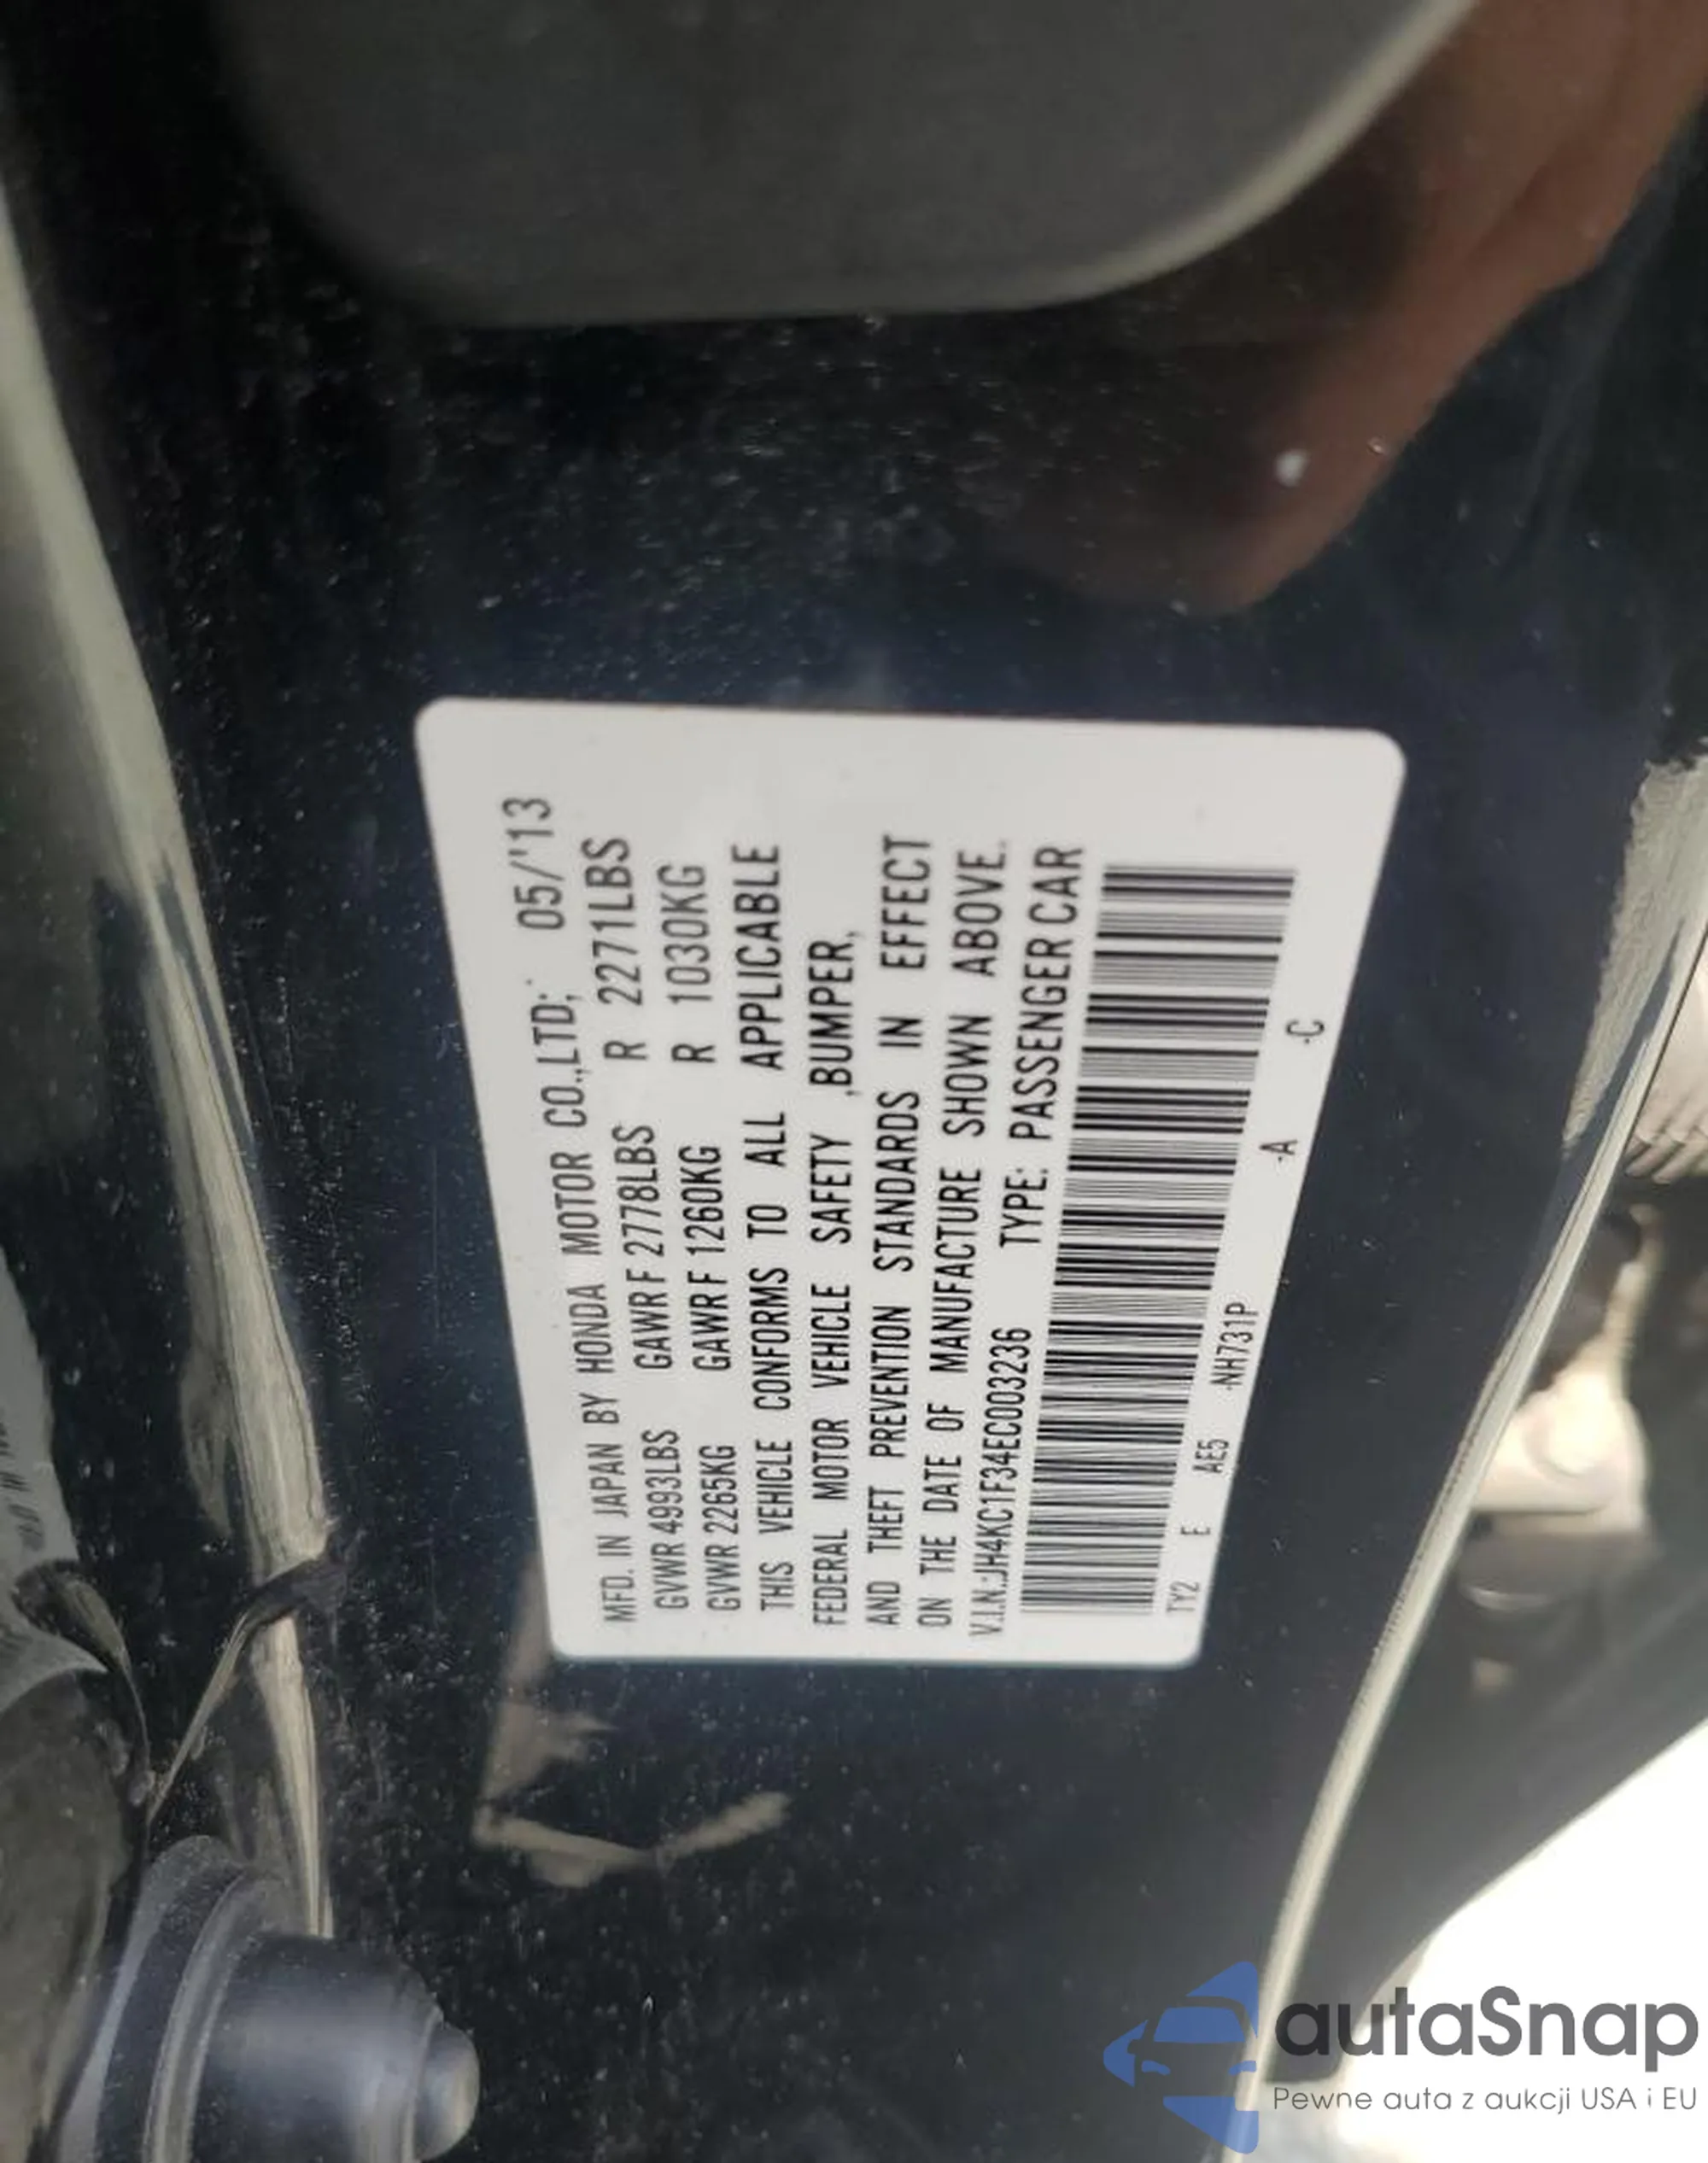 MFD. IN JAPAN BY HONDA MOTOR CO.,LTD; 05/'13
GVWR 4993LBS GAWR F 2778LBS R 2271LBS
GVWR 2265KG GAWR F 1260KG R 1030KG
THIS VEHICLE CONFORMS TO ALL APPLICABLE
FEDERAL MOTOR VEHICLE SAFETY ,BUMPER,
AND THEFT PREVENTION STANDARDS IN EFFECT
ON THE DATE OF MANUFACTURE SHOWN ABOVE.
V.I.N.:JH4KC1F34EC003236 TYPE: PASSENGER CAR
TY2 E AE5 -NH731P -A -C
autaSnap
Pewne auta z aukcji USA i EU